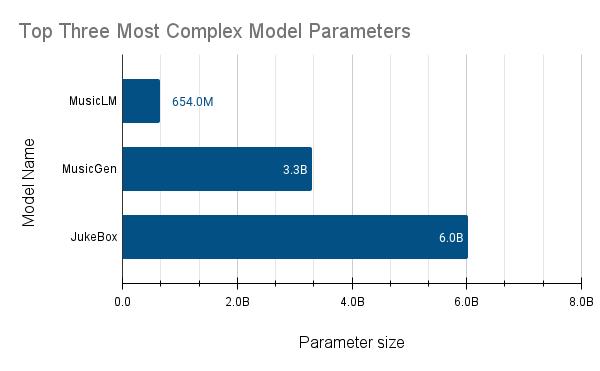 Top Three Most Complex Model Parameters
Model Name
MusicLM
654.0M
MusicGen
3.3B
JukeBox
6.0B
0.0
2.0B
4.0B
6.0B
8.0B
Parameter size